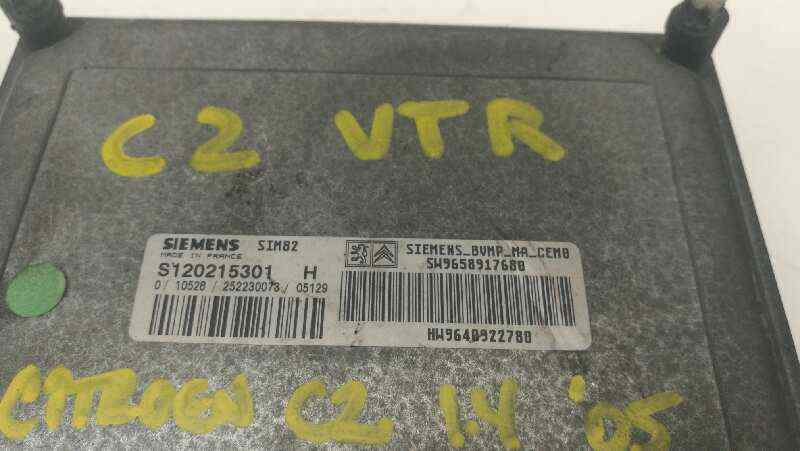 C2 VTR
SIEMENS SIM82
MADE IN FRANCE
S120215301 H
0 / 10528 / 252230073 / 05129
SIEMENS_BVMP_MA_CEM0
SW9658917680
HW9640922780
CITROEN C2 1.4 '05